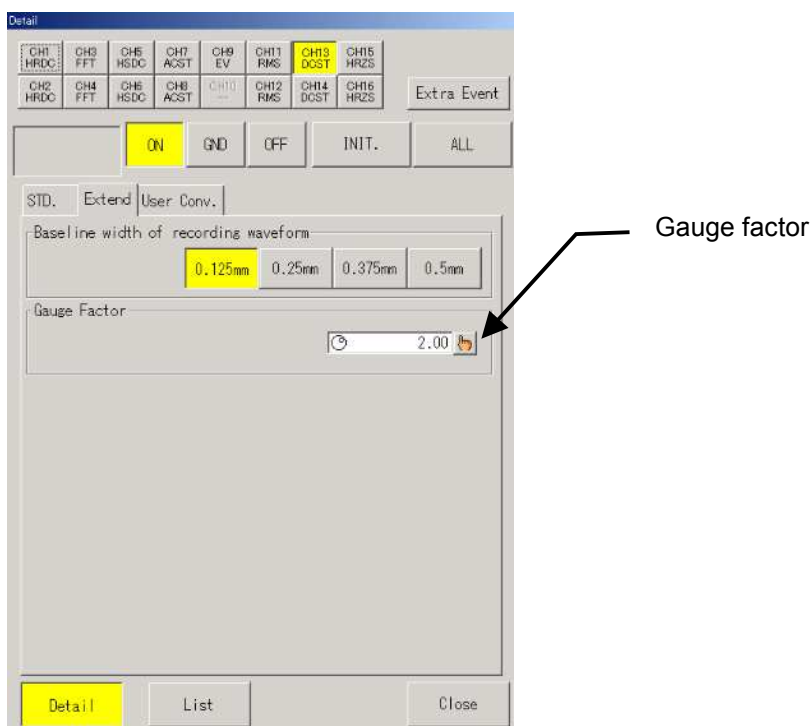 Detail
CH1 CH3 CH5 CH7 CH9 CH11 CH13 CH15
HRDC FFT HSDC ACST EV RMS DCST HRZS
CH2 CH4 CH6 CH8 CH10 CH12 CH14 CH16
HRDC FFT HSDC ACST --- RMS DCST HRZS
Extra Event
ON GND OFF INIT. ALL
STD. Extend User Conv.
Baseline width of recording waveform
0.125mm 0.25mm 0.375mm 0.5mm
Gauge Factor
2.00
Gauge factor
Detail List Close